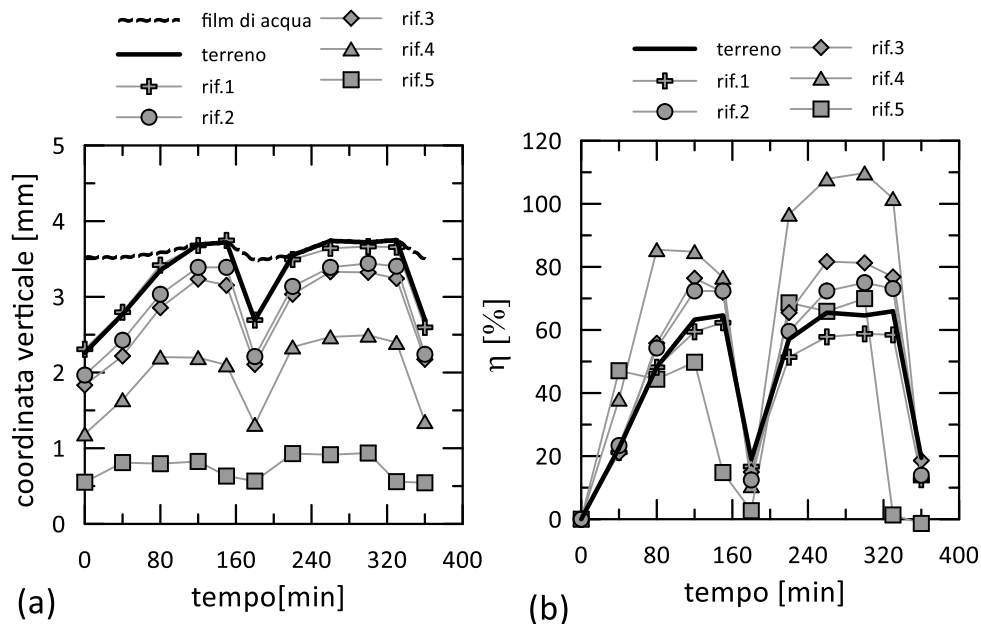 film di acqua
terreno
rif.1
rif.2
rif.3
rif.4
rif.5
coordinata verticale [mm]
5
4
3
2
1
0
0
80
160
240
320
400
tempo[min]
(a)
terreno
rif.1
rif.2
rif.3
rif.4
rif.5
η [%]
120
100
80
60
40
20
0
0
80
160
240
320
400
tempo [min]
(b)